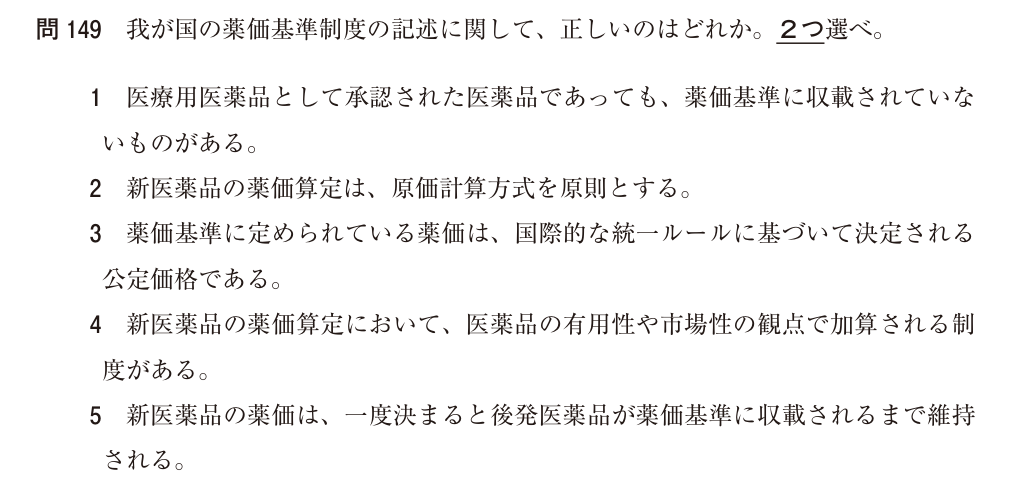 問 149　我が国の薬価基準制度の記述に関して、正しいのはどれか。２つ選べ。
1　医療用医薬品として承認された医薬品であっても、薬価基準に収載されていな
いものがある。
2　新医薬品の薬価算定は、原価計算方式を原則とする。
3　薬価基準に定められている薬価は、国際的な統一ルールに基づいて決定される
公定価格である。
4　新医薬品の薬価算定において、医薬品の有用性や市場性の観点で加算される制
度がある。
5　新医薬品の薬価は、一度決まると後発医薬品が薬価基準に収載されるまで維持
される。